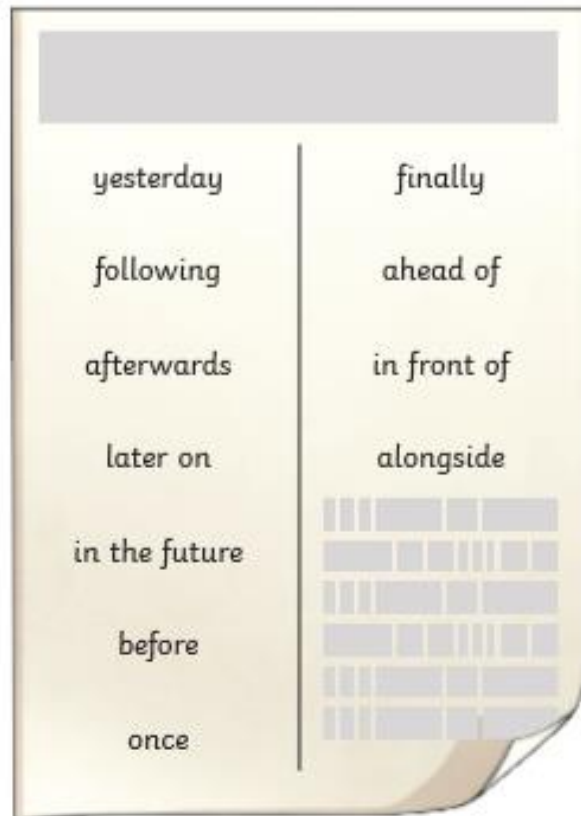 yesterday
following
afterwards
later on
in the future
before
once
finally
ahead of
in front of
alongside